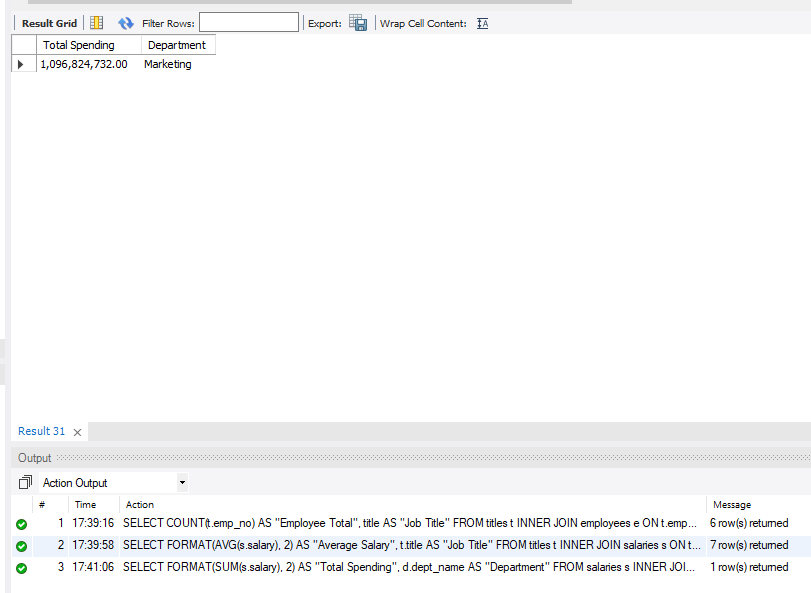 Result Grid Filter Rows: Export: Wrap Cell Content: IA
Total Spending Department
1,096,824,732.00 Marketing
Result 31 ×
Output
Action Output
# Time Action Message
1 17:39:16 SELECT COUNT(t.emp_no) AS "Employee Total", title AS "Job Title" FROM titles t INNER JOIN employees e ON t.emp... 6 row(s) returned
2 17:39:58 SELECT FORMAT(AVG(s.salary), 2) AS "Average Salary", t.title AS "Job Title" FROM titles t INNER JOIN salaries s ON t... 7 row(s) returned
3 17:41:06 SELECT FORMAT(SUM(s.salary), 2) AS "Total Spending", d.dept_name AS "Department" FROM salaries s INNER JOI... 1 row(s) returned